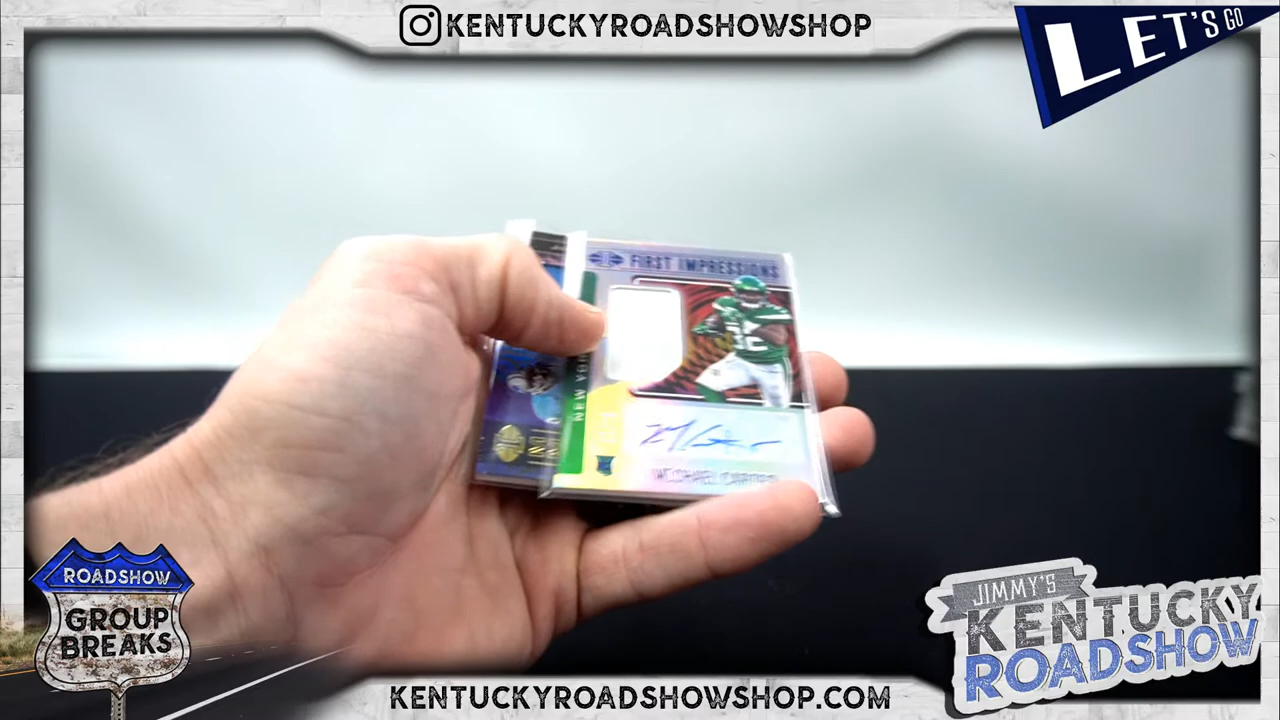 KENTUCKYROADSHOWSHOP
LET'S GO
FIRST IMPRESSIONS
NEW YORK
MICHAEL CARTER
ROADSHOW
GROUP
BREAKS
JIMMY'S
KENTUCKY
ROADSHOW
KENTUCKYROADSHOWSHOP.COM